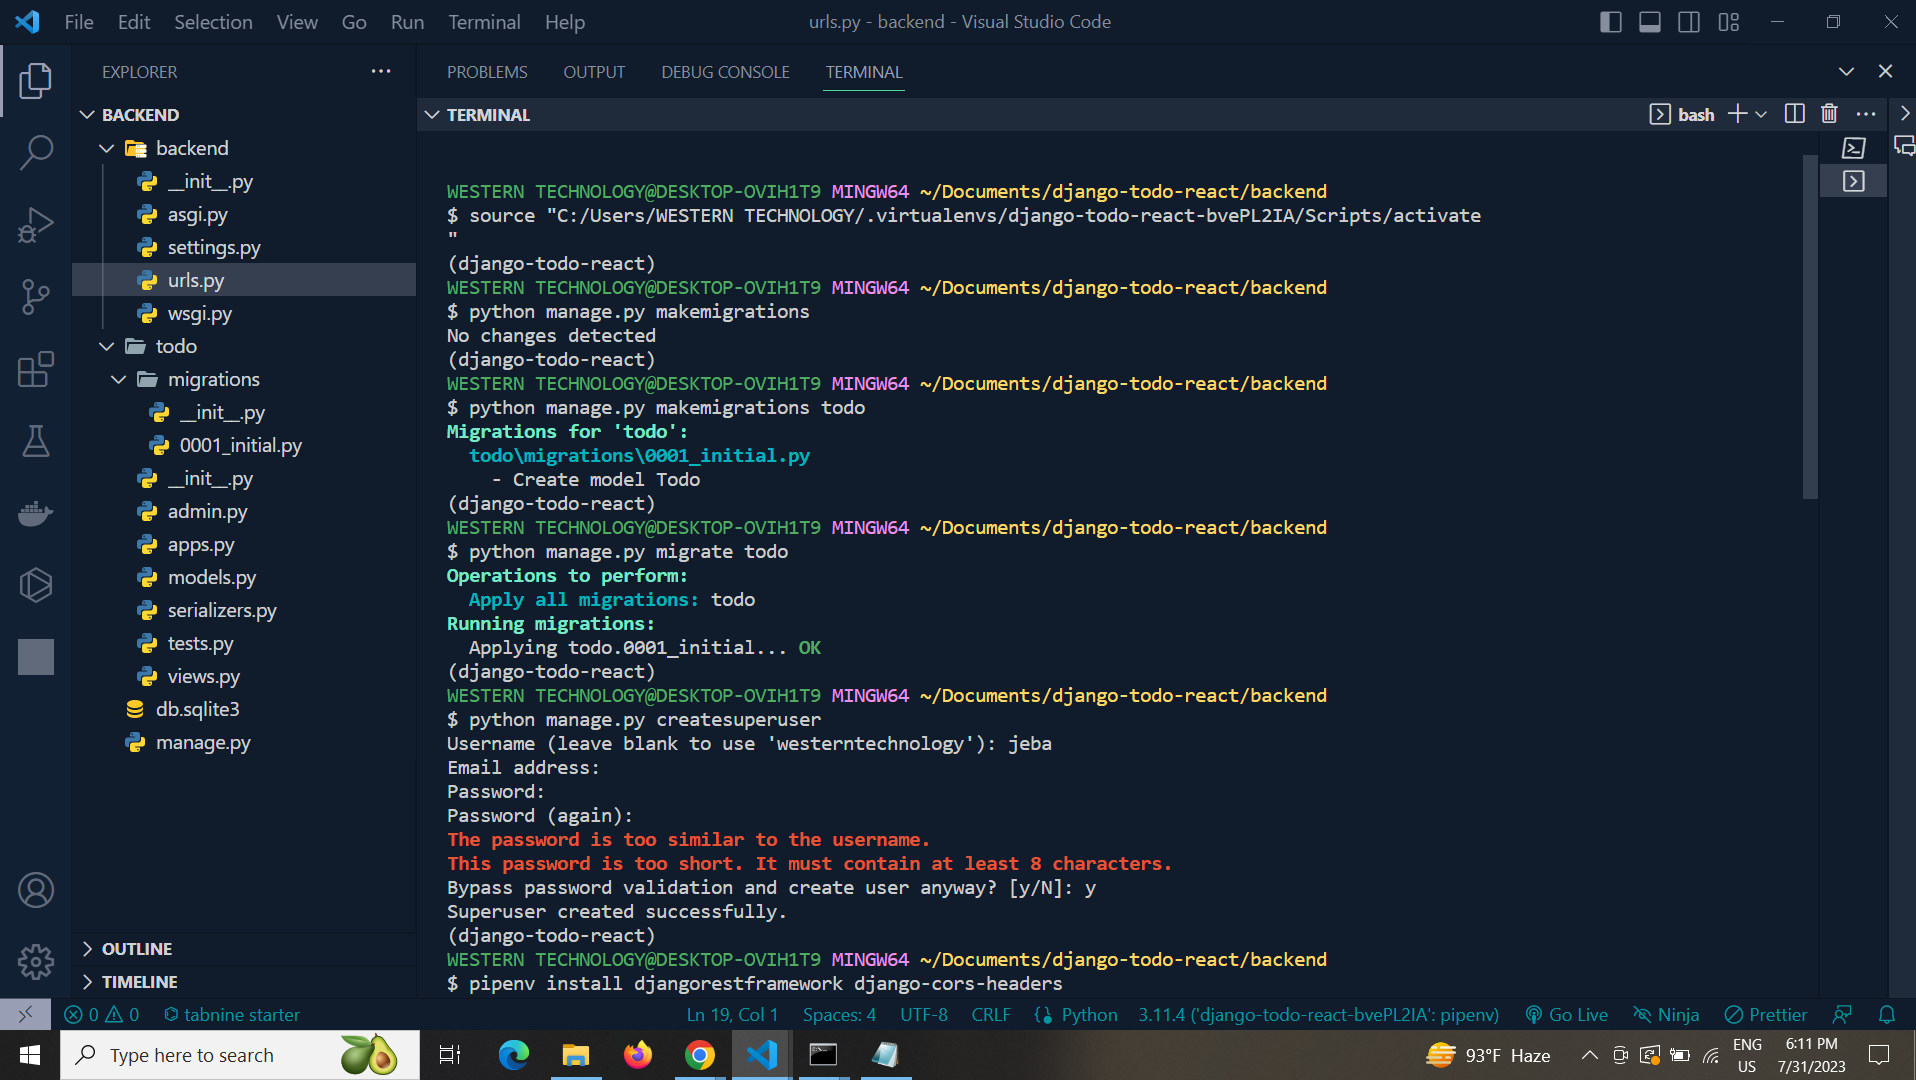 File Edit Selection View Go Run Terminal Help
urls.py - backend - Visual Studio Code
EXPLORER
BACKEND
backend
__init__.py
asgi.py
settings.py
urls.py
wsgi.py
todo
migrations
__init__.py
0001_initial.py
__init__.py
admin.py
apps.py
models.py
serializers.py
tests.py
views.py
db.sqlite3
manage.py
OUTLINE
TIMELINE
PROBLEMS OUTPUT DEBUG CONSOLE TERMINAL
TERMINAL
bash
WESTERN TECHNOLOGY@DESKTOP-OVIH1T9 MINGW64 ~/Documents/django-todo-react/backend
$ source "C:/Users/WESTERN TECHNOLOGY/.virtualenvs/django-todo-react-bvePL2IA/Scripts/activate
"
(django-todo-react)
WESTERN TECHNOLOGY@DESKTOP-OVIH1T9 MINGW64 ~/Documents/django-todo-react/backend
$ python manage.py makemigrations
No changes detected
(django-todo-react)
WESTERN TECHNOLOGY@DESKTOP-OVIH1T9 MINGW64 ~/Documents/django-todo-react/backend
$ python manage.py makemigrations todo
Migrations for 'todo':
todo\migrations\0001_initial.py
- Create model Todo
(django-todo-react)
WESTERN TECHNOLOGY@DESKTOP-OVIH1T9 MINGW64 ~/Documents/django-todo-react/backend
$ python manage.py migrate todo
Operations to perform:
Apply all migrations: todo
Running migrations:
Applying todo.0001_initial... OK
(django-todo-react)
WESTERN TECHNOLOGY@DESKTOP-OVIH1T9 MINGW64 ~/Documents/django-todo-react/backend
$ python manage.py createsuperuser
Username (leave blank to use 'westerntechnology'): jeba
Email address:
Password:
Password (again):
The password is too similar to the username.
This password is too short. It must contain at least 8 characters.
Bypass password validation and create user anyway? [y/N]: y
Superuser created successfully.
(django-todo-react)
WESTERN TECHNOLOGY@DESKTOP-OVIH1T9 MINGW64 ~/Documents/django-todo-react/backend
$ pipenv install djangorestframework django-cors-headers
0 0 tabnine starter
Ln 19, Col 1 Spaces: 4 UTF-8 CRLF Python 3.11.4 ('django-todo-react-bvePL2IA': pipenv) Go Live Ninja Prettier
Type here to search
93°F Haze
ENG
US
6:11 PM
7/31/2023